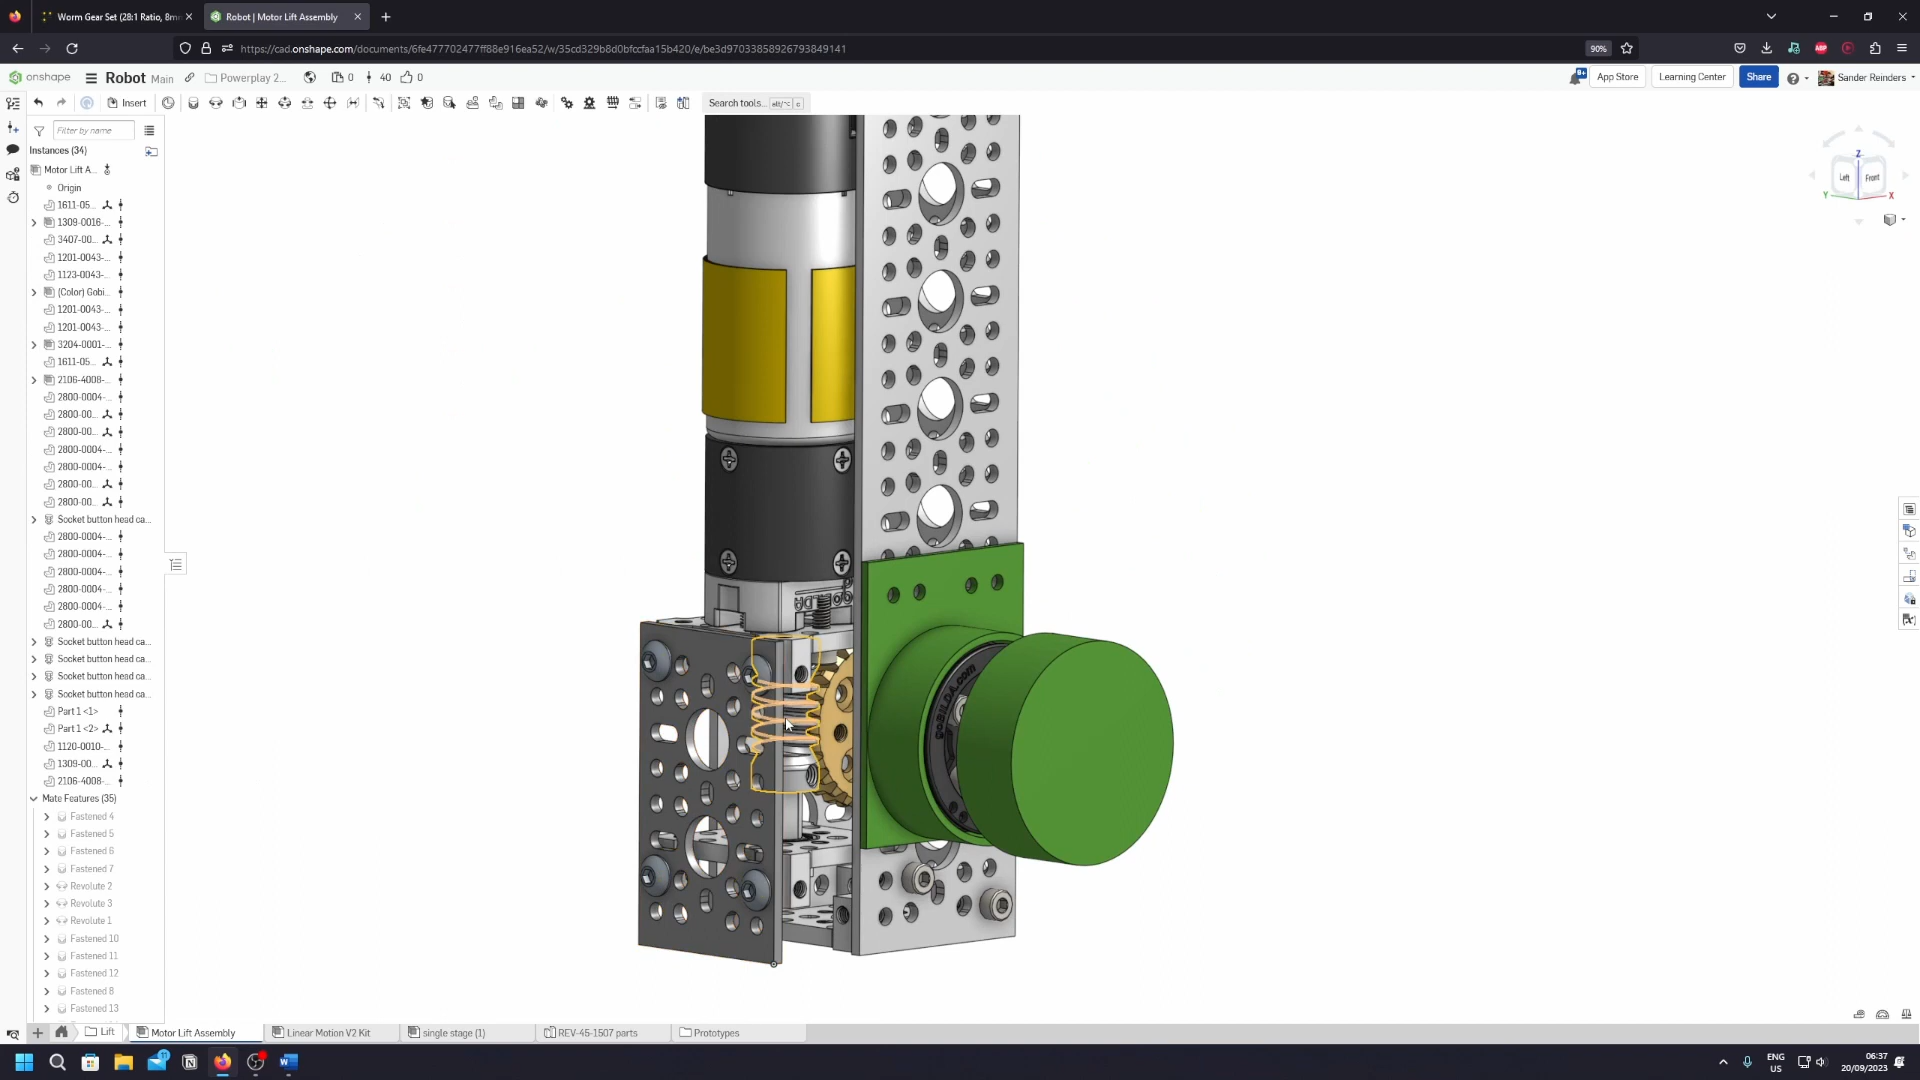 Worm Gear Set (28:1 Ratio, 8mm
Robot | Motor Lift Assembly
https://cad.onshape.com/documents/6fe477702477ff88e916ea52/w/35cd329b8d0bfccfaa15b420/e/be3d97033858926793849141
90%
onshape
Robot Main
Powerplay 2...
0
40
0
App Store
Learning Center
Share
Sander Reinders
Insert
Search tools... alt/⌥ c
Filter by name
Instances (34)
Motor Lift A...
Origin
1611-05...
1309-0016-...
3407-00...
1201-0043-...
1123-0043-...
(Color) Gobi...
1201-0043-...
1201-0043-...
3204-0001-...
1611-05...
2106-4008-...
2800-0004-...
2800-00...
2800-00...
2800-0004-...
2800-0004-...
2800-00...
2800-00...
Socket button head ca...
2800-0004-...
2800-0004-...
2800-0004-...
2800-0004-...
2800-0004-...
2800-00...
Socket button head ca...
Socket button head ca...
Socket button head ca...
Socket button head ca...
Part 1 <1>
Part 1 <2>
1120-0010-...
1309-00...
2106-4008-...
Mate Features (35)
Fastened 4
Fastened 5
Fastened 6
Fastened 7
Revolute 2
Revolute 3
Revolute 1
Fastened 10
Fastened 11
Fastened 12
Fastened 8
Fastened 13
goBILDA.com
Z
Left
Front
Y
X
Lift
Motor Lift Assembly
Linear Motion V2 Kit
single stage (1)
REV-45-1507 parts
Prototypes
ENG
US
06:37
20/09/2023